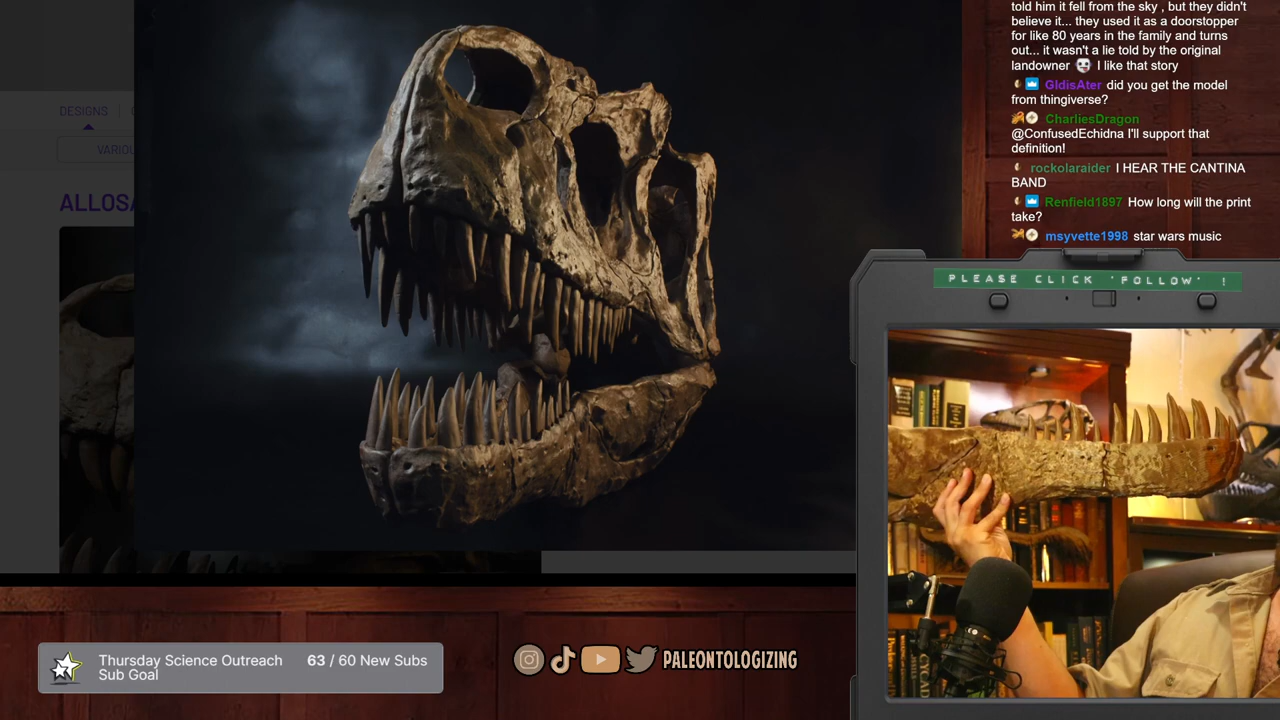 DESIGNS
VARIOU
ALLOSA
told him it fell from the sky , but they didn't
believe it... they used it as a doorstopper
for like 80 years in the family and turns
out... it wasn't a lie told by the original
landowner I like that story
GldisAter did you get the model
from thingiverse?
CharliesDragon
@ConfusedEchidna I'll support that
definition!
rockolaraider I HEAR THE CANTINA
BAND
Renfield1897 How long will the print
take?
msyvette1998 star wars music
PLEASE CLICK 'FOLLOW' !
Thursday Science Outreach 63 / 60 New Subs
Sub Goal
PALEONTOLOGIZING